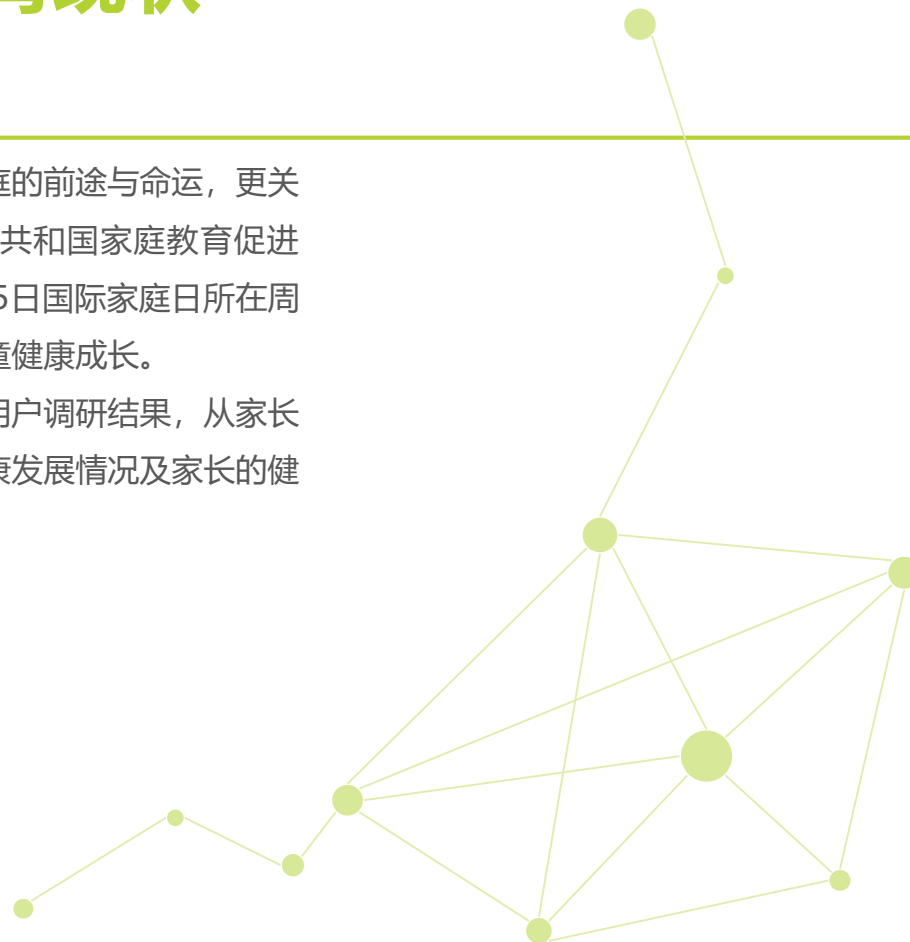 庭的前途与命运，更关
共和国家庭教育促进
5日国际家庭日所在周
童健康成长。
用户调研结果，从家长
康发展情况及家长的健